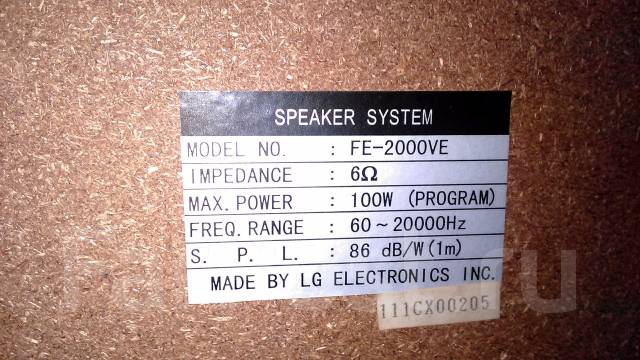 SPEAKER SYSTEM
MODEL NO. : FE-2000VE
IMPEDANCE : 6Ω
MAX.POWER : 100W (PROGRAM)
FREQ.RANGE : 60~20000Hz
S. P. L. : 86 dB/W(1m)
MADE BY LG ELECTRONICS INC.
111CX00205